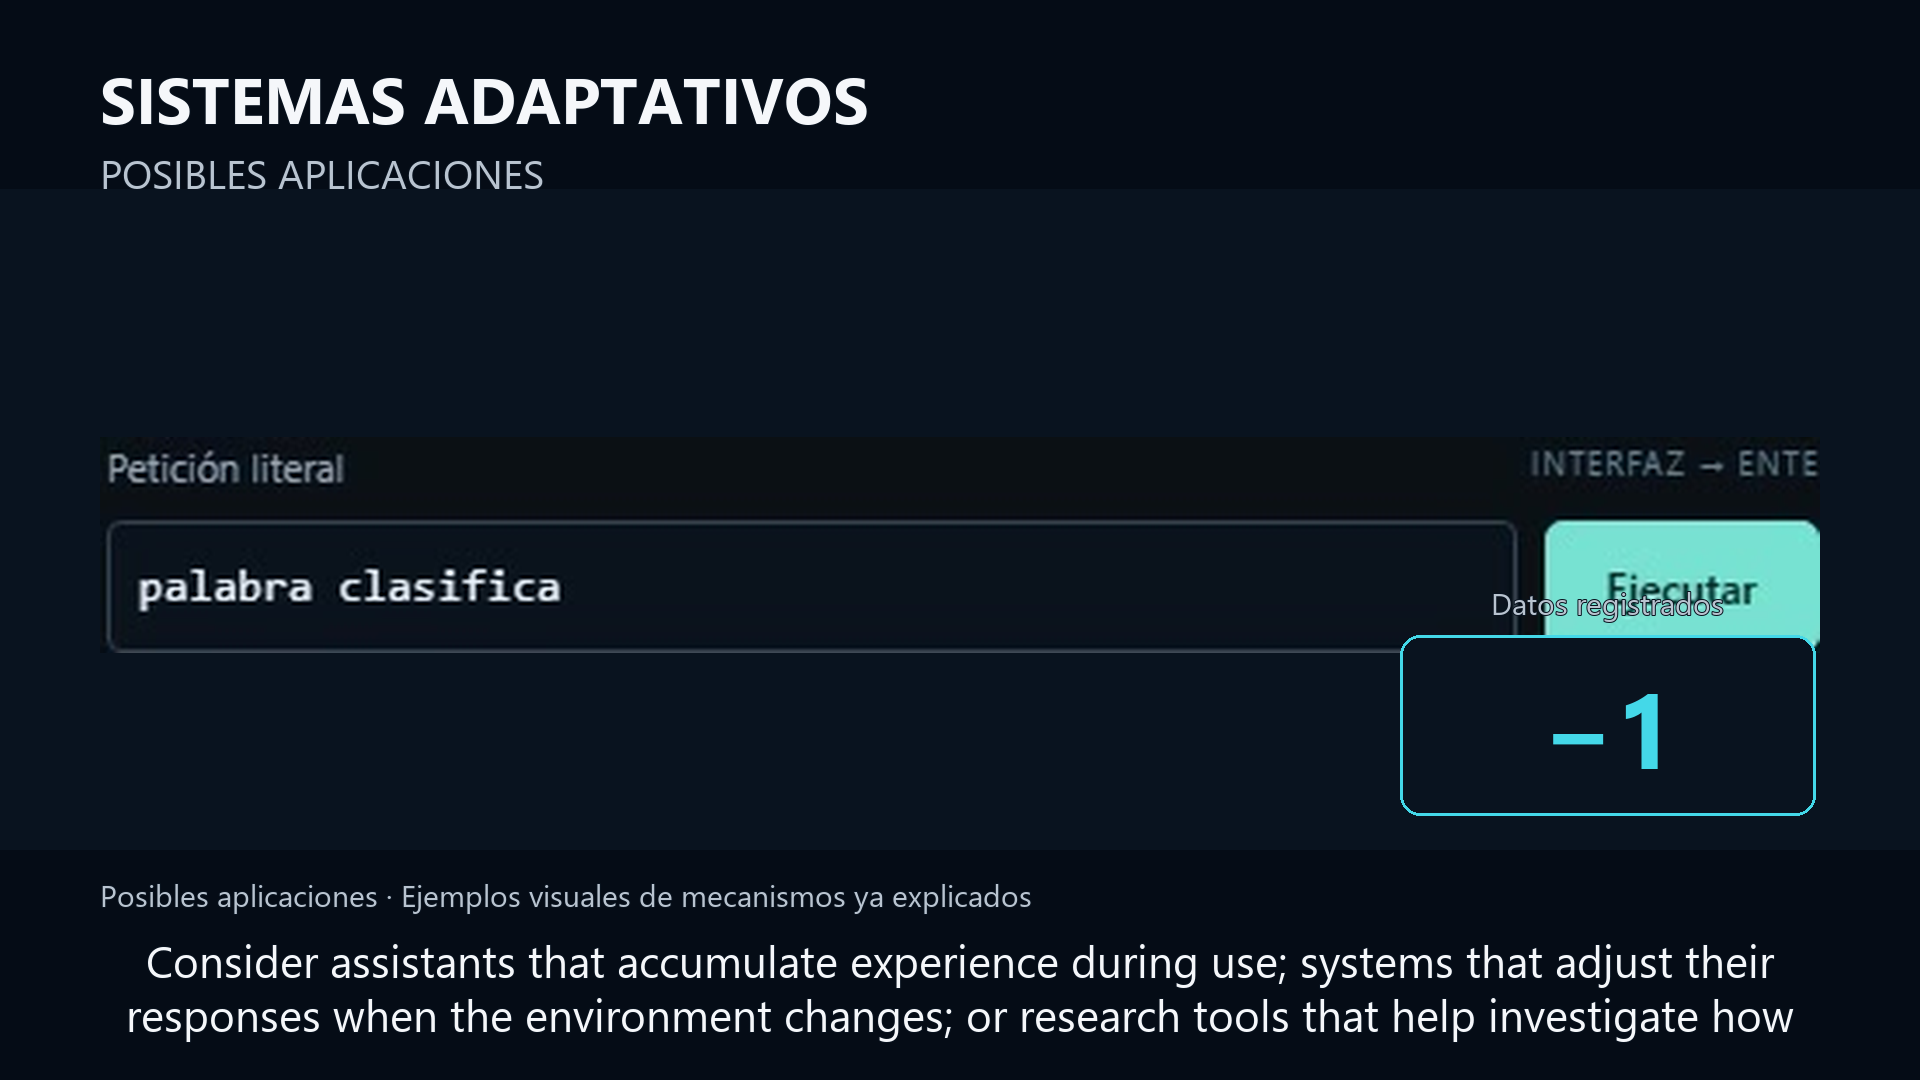 SISTEMAS ADAPTATIVOS
POSIBLES APLICACIONES
Petición literal
INTERFAZ → ENTE
palabra clasifica
Ejecutar
Datos registrados
–1
Posibles aplicaciones · Ejemplos visuales de mecanismos ya explicados
Consider assistants that accumulate experience during use; systems that adjust their
responses when the environment changes; or research tools that help investigate how